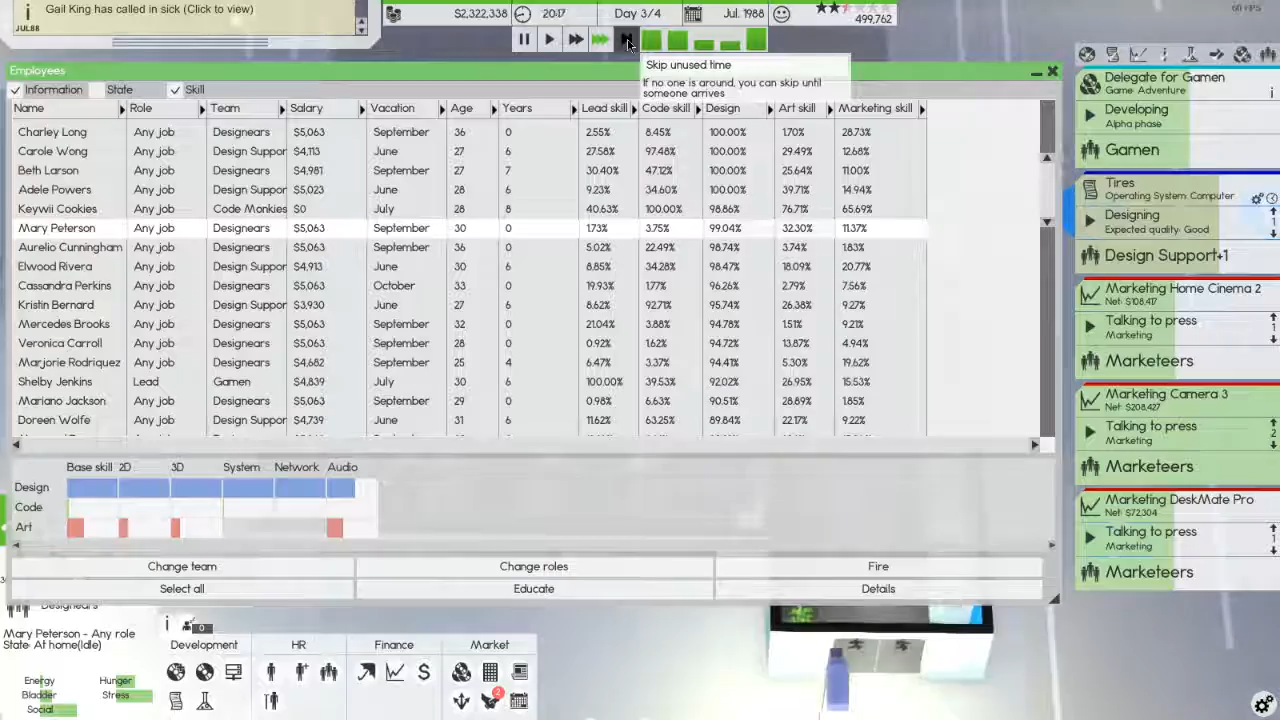 Gail King has called in sick (Click to view)
JUL88
$2,322,338
20:17
Day 3/4
Jul. 1988
499,762
60 FPS
Skip unused time
If no one is around, you can skip until
someone arrives
Employees
Information State Skill
Name Role Team Salary Vacation Age Years Lead skill Code skill Design Art skill Marketing skill
Charley Long Any job Designears $5,063 September 36 0 2.55% 8.45% 100.00% 1.70% 28.73%
Carole Wong Any job Design Suppor $4,113 June 27 6 27.58% 97.48% 100.00% 29.49% 12.68%
Beth Larson Any job Designears $4,981 June 27 7 30.40% 47.12% 100.00% 25.64% 11.00%
Adele Powers Any job Design Suppor $5,023 June 28 6 9.23% 34.60% 100.00% 39.71% 14.94%
Keywii Cookies Any job Code Monkies $0 July 28 8 40.63% 100.00% 98.86% 76.71% 65.69%
Mary Peterson Any job Designears $5,063 September 30 0 1.73% 3.75% 99.04% 32.30% 11.37%
Aurelio Cunningham Any job Designears $5,063 September 36 0 5.02% 22.49% 98.74% 3.74% 1.83%
Elwood Rivera Any job Design Suppor $4,913 June 30 6 8.85% 34.28% 98.47% 18.09% 20.77%
Cassandra Perkins Any job Designears $5,063 October 33 0 19.93% 1.77% 96.26% 2.79% 7.56%
Kristin Bernard Any job Design Suppor $3,930 June 27 6 8.62% 92.71% 95.74% 26.38% 9.27%
Mercedes Brooks Any job Designears $5,063 September 32 0 21.04% 3.88% 94.78% 1.51% 9.21%
Veronica Carroll Any job Designears $5,063 September 28 0 0.92% 1.62% 94.72% 13.87% 4.94%
Marjorie Rodriquez Any job Designears $4,682 September 25 4 6.47% 3.37% 94.41% 5.30% 19.62%
Shelby Jenkins Lead Gamen $4,839 July 30 6 100.00% 39.53% 92.02% 26.95% 15.53%
Mariano Jackson Any job Designears $5,063 September 29 0 0.98% 6.63% 90.51% 28.89% 1.85%
Doreen Wolfe Any job Design Suppor $4,739 June 31 6 11.62% 63.25% 89.84% 22.17% 9.22%
Base skill 2D 3D System Network Audio
Design
Code
Art
Change team Change roles Fire
Select all Educate Details
Designears
Mary Peterson - Any role
State: At home(Idle)
Energy Hunger
Bladder Stress
Social
0
Development HR Finance Market
2
Delegate for Gamen
Game Adventure
Developing
Alpha phase
Gamen
Tires
Operating System Computer
Designing
Expected quality: Good
1
Design Support+1
Marketing Home Cinema 2
Net: $108,417
Talking to press
Marketing
1
Marketeers
Marketing Camera 3
Net: $208,427
Talking to press
Marketing
2
Marketeers
Marketing DeskMate Pro
Net: $72,304
Talking to press
Marketing
1
Marketeers